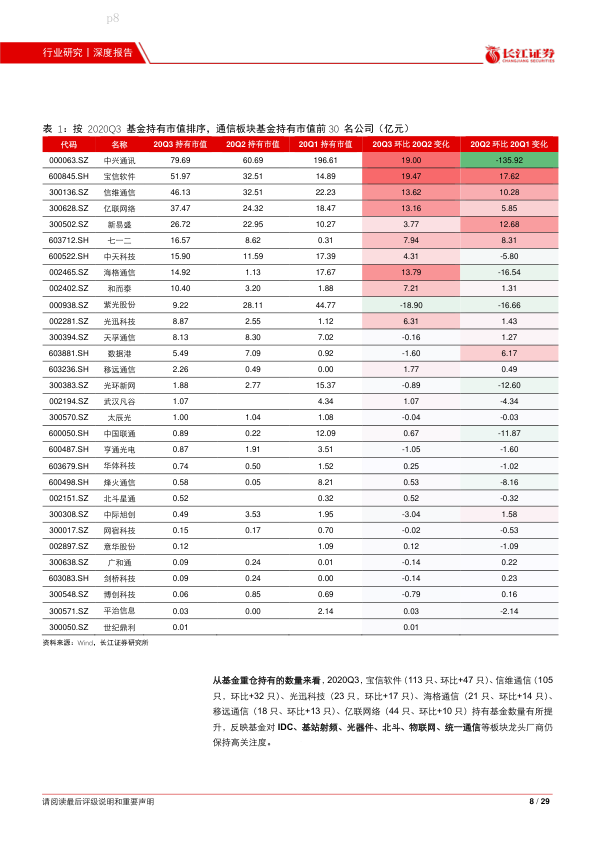 p8
行业研究丨深度报告
长江证券
CHANGJIANG SECURITIES
表 1：按 2020Q3 基金持有市值排序，通信板块基金持有市值前 30 名公司（亿元）
代码 名称 20Q3 持有市值 20Q2 持有市值 20Q1 持有市值 20Q3 环比 20Q2 变化 20Q2 环比 20Q1 变化
000063.SZ 中兴通讯 79.69 60.69 196.61 19.00 -135.92
600845.SH 宝信软件 51.97 32.51 14.89 19.47 17.62
300136.SZ 信维通信 46.13 32.51 22.23 13.62 10.28
300628.SZ 亿联网络 37.47 24.32 18.47 13.16 5.85
300502.SZ 新易盛 26.72 22.95 10.27 3.77 12.68
603712.SH 七一二 16.57 8.62 0.31 7.94 8.31
600522.SH 中天科技 15.90 11.59 17.39 4.31 -5.80
002465.SZ 海格通信 14.92 1.13 17.67 13.79 -16.54
002402.SZ 和而泰 10.40 3.20 1.88 7.21 1.31
000938.SZ 紫光股份 9.22 28.11 44.77 -18.90 -16.66
002281.SZ 光迅科技 8.87 2.55 1.12 6.31 1.43
300394.SZ 天孚通信 8.13 8.30 7.02 -0.16 1.27
603881.SH 数据港 5.49 7.09 0.92 -1.60 6.17
603236.SH 移远通信 2.26 0.49 0.00 1.77 0.49
300383.SZ 光环新网 1.88 2.77 15.37 -0.89 -12.60
002194.SZ 武汉凡谷 1.07 4.34 1.07 -4.34
300570.SZ 太辰光 1.00 1.04 1.08 -0.04 -0.03
600050.SH 中国联通 0.89 0.22 12.09 0.67 -11.87
600487.SH 亨通光电 0.87 1.91 3.51 -1.05 -1.60
603679.SH 华体科技 0.74 0.50 1.52 0.25 -1.02
600498.SH 烽火通信 0.58 0.05 8.21 0.53 -8.16
002151.SZ 北斗星通 0.52 0.32 0.52 -0.32
300308.SZ 中际旭创 0.49 3.53 1.95 -3.04 1.58
300017.SZ 网宿科技 0.15 0.17 0.70 -0.02 -0.53
002897.SZ 意华股份 0.12 1.09 0.12 -1.09
300638.SZ 广和通 0.09 0.24 0.01 -0.14 0.22
603083.SH 剑桥科技 0.09 0.24 0.00 -0.14 0.23
300548.SZ 博创科技 0.06 0.85 0.69 -0.79 0.16
300571.SZ 平治信息 0.03 0.00 2.14 0.03 -2.14
300050.SZ 世纪鼎利 0.01 0.01
资料来源：Wind，长江证券研究所
从基金重仓持有的数量来看，2020Q3，宝信软件（113 只、环比+47 只）、信维通信（105
只，环比+32 只）、光迅科技（23 只，环比+17 只）、海格通信（21 只、环比+14 只）、
移远通信（18 只、环比+13 只）、亿联网络（44 只、环比+10 只）持有基金数量有所提
升，反映基金对 IDC、基站射频、光器件、北斗、物联网、统一通信等板块龙头厂商仍
保持高关注度。
请阅读最后评级说明和重要声明
8 / 29